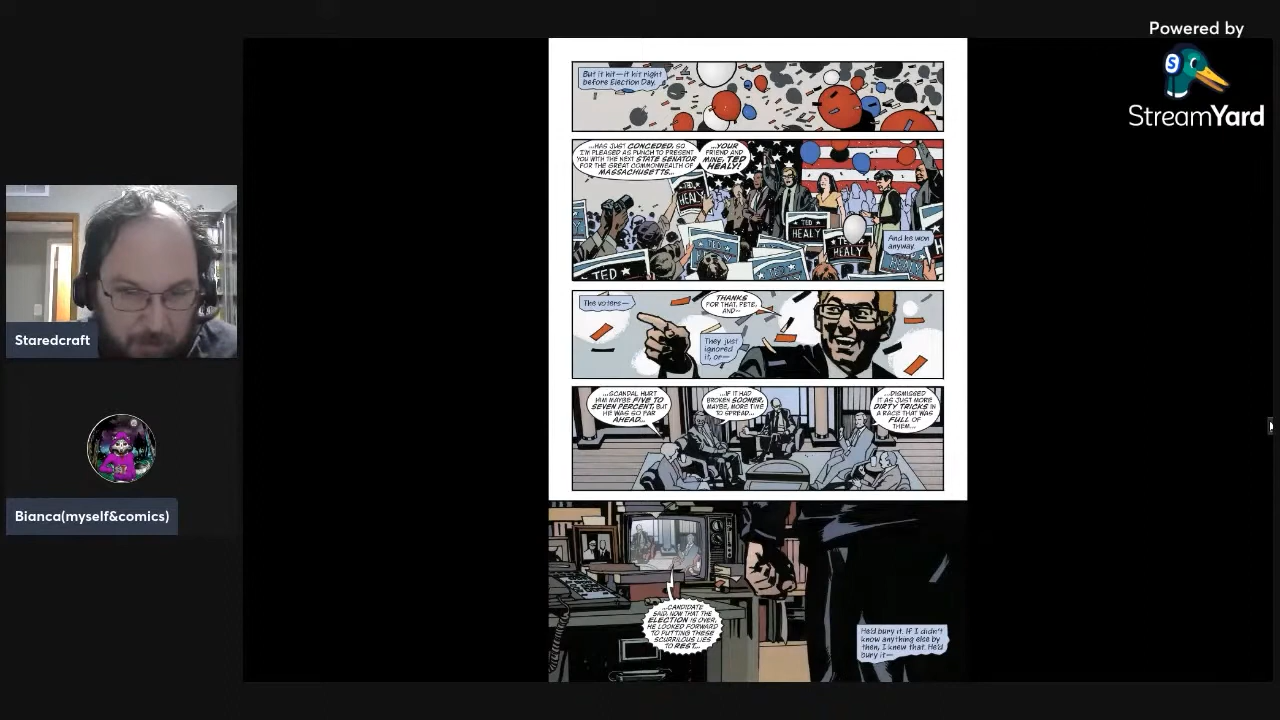 Powered by
S
StreamYard
Staredcraft
Bianca(myself&comics)
But it hit—it hit right
before Election Day.
...HAS JUST CONCEDED, SO
I'M PLEASED AS PUNCH TO PRESENT
YOU WITH THE NEXT STATE SENATOR
FOR THE GREAT COMMONWEALTH OF
MASSACHUSETTS...
...YOUR
FRIEND AND
MINE, TED
HEALY!
HEALY
TED
HEALY
HEALY
TED
And he won
anyway.
The voters—
THANKS
FOR THAT, PETE,
AND—
They just
ignored
it, or—
...SCANDAL HURT
HIM MAYBE FIVE TO
SEVEN PERCENT, BUT
HE WAS SO FAR
AHEAD...
...IF IT HAD
BROKEN SOONER,
MAYBE, MORE TIME
TO SPREAD...
...DISMISSED
IT AS JUST MORE
DIRTY TRICKS IN
A RACE THAT WAS
FULL OF
THEM...
...CANDIDATE
SAID, NOW THAT THE
ELECTION IS OVER,
HE LOOKED FORWARD
TO PUTTING THESE
SCURRILOUS LIES
TO REST...
He'd bury it. If I didn't
know anything else by
then, I knew that. He'd
bury it—